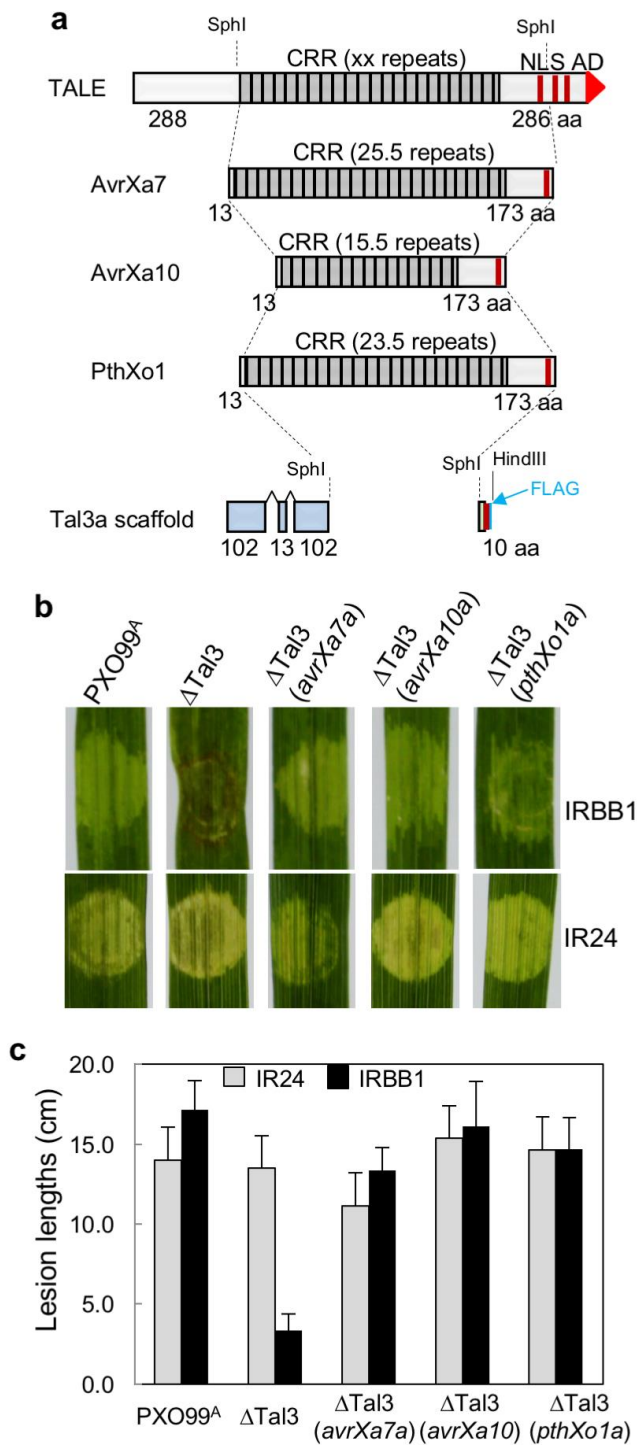 a
SphI
SphI
CRR (xx repeats)
NLS AD
TALE
288
286 aa
CRR (25.5 repeats)
AvrXa7
13
173 aa
CRR (15.5 repeats)
AvrXa10
13
173 aa
CRR (23.5 repeats)
PthXo1
13
173 aa
SphI
SphI
HindIII
FLAG
Tal3a scaffold
102 13 102
10 aa
b
PXO99A
ΔTal3
ΔTal3
(avrXa7a)
ΔTal3
(avrXa10a)
ΔTal3
(pthXo1a)
IRBB1
IR24
c
20.0
15.0
10.0
5.0
0.0
Lesion lengths (cm)
IR24
IRBB1
PXO99A
ΔTal3
ΔTal3
(avrXa7a)
ΔTal3
(avrXa10)
ΔTal3
(pthXo1a)